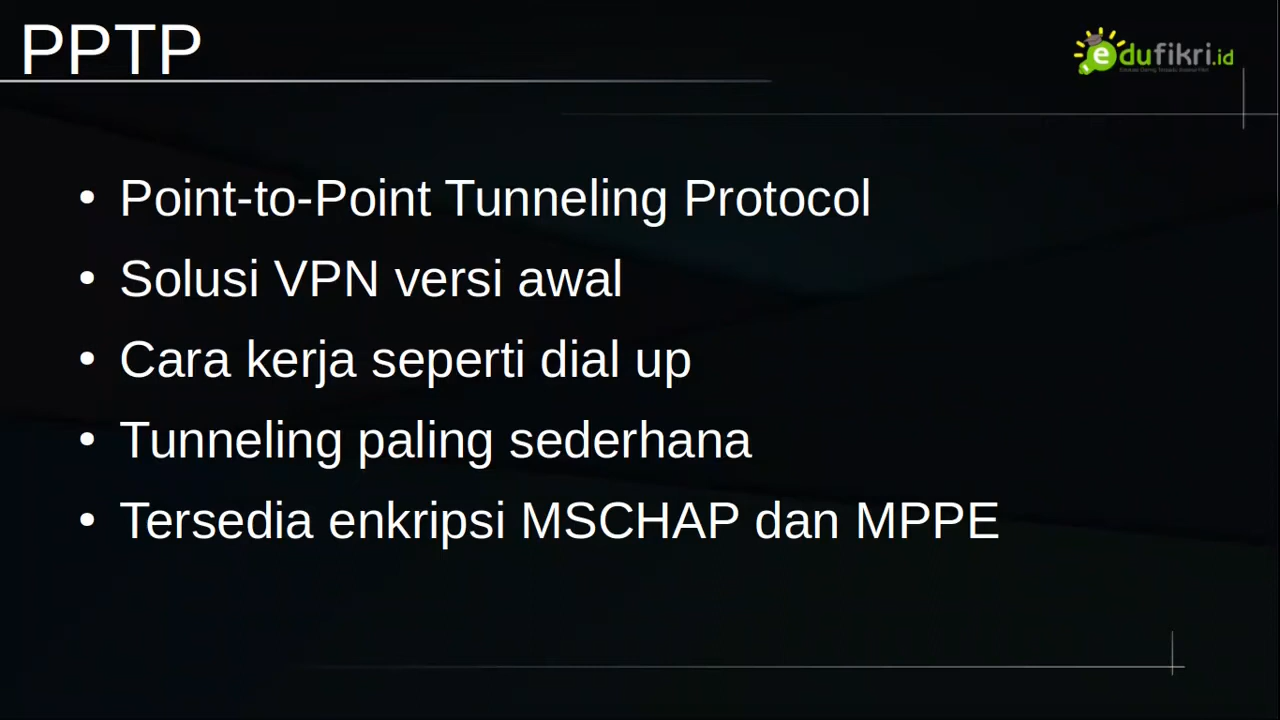 PPTP
edufikri.id
• Point-to-Point Tunneling Protocol
• Solusi VPN versi awal
• Cara kerja seperti dial up
• Tunneling paling sederhana
• Tersedia enkripsi MSCHAP dan MPPE